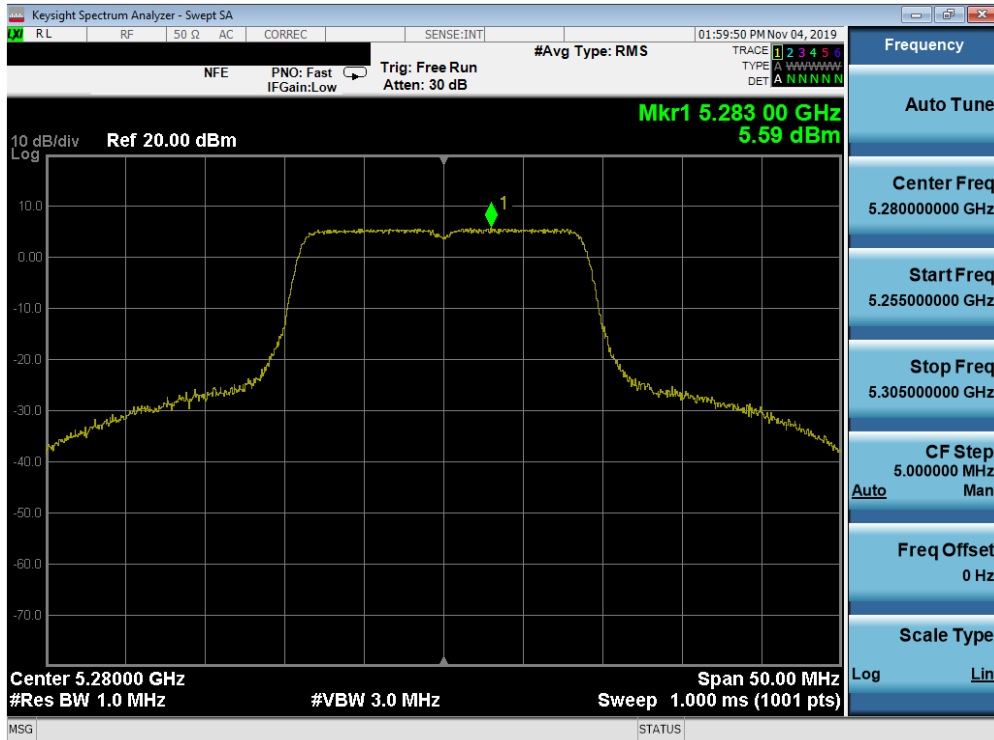 Keysight Spectrum Analyzer - Swept SA
LXI RL RF 50 Ω AC CORREC SENSE:INT 01:59:50 PM Nov 04, 2019
#Avg Type: RMS TRACE 1 2 3 4 5 6
NFE PNO: Fast Trig: Free Run TYPE A WWWWW
IFGain:Low Atten: 30 dB DET A N N N N N
Mkr1 5.283 00 GHz
5.59 dBm
10 dB/div Ref 20.00 dBm
Log
1
10.0
0.00
-10.0
-20.0
-30.0
-40.0
-50.0
-60.0
-70.0
Center 5.28000 GHz Span 50.00 MHz
#Res BW 1.0 MHz #VBW 3.0 MHz Sweep 1.000 ms (1001 pts)
MSG STATUS
Frequency
Auto Tune
Center Freq
5.280000000 GHz
Start Freq
5.255000000 GHz
Stop Freq
5.305000000 GHz
CF Step
5.000000 MHz
Auto Man
Freq Offset
0 Hz
Scale Type
Log Lin